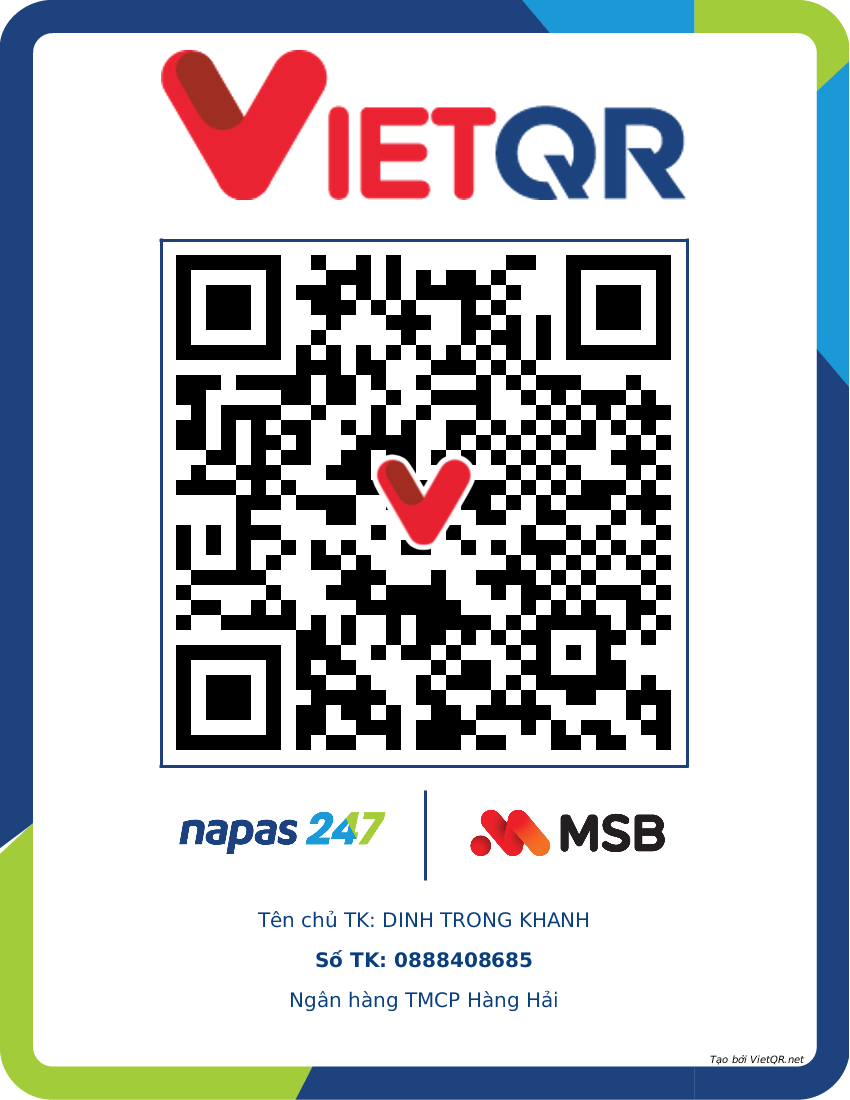 VIETQR
napas 247
MSB
Tên chủ TK: DINH TRONG KHANH
Số TK: 0888408685
Ngân hàng TMCP Hàng Hải
Tạo bởi VietQR.net